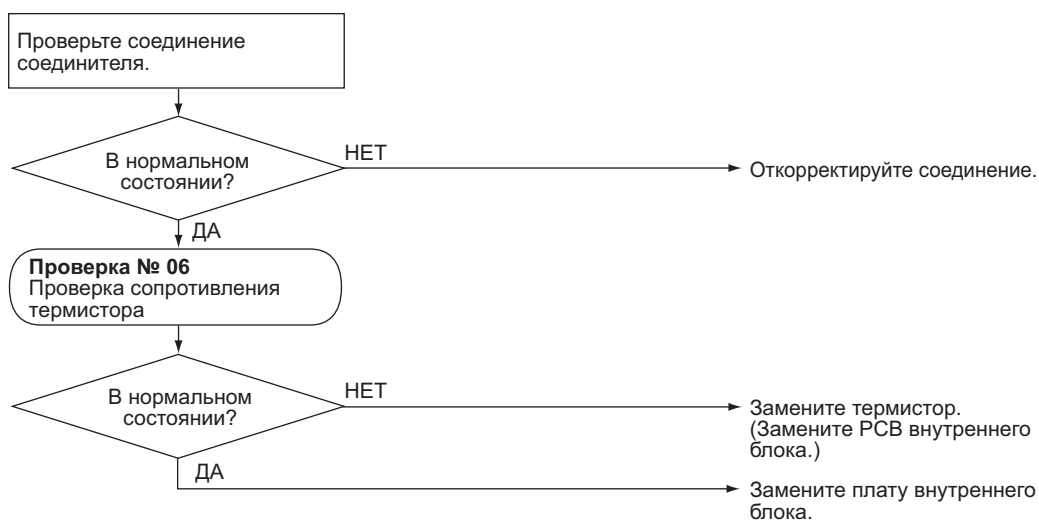 Проверьте соединение
соединителя.
В нормальном
состоянии?
НЕТ
Откорректируйте соединение.
ДА
Проверка № 06
Проверка сопротивления
термистора
В нормальном
состоянии?
НЕТ
Замените термистор.
(Замените PCB внутреннего
блока.)
ДА
Замените плату внутреннего
блока.